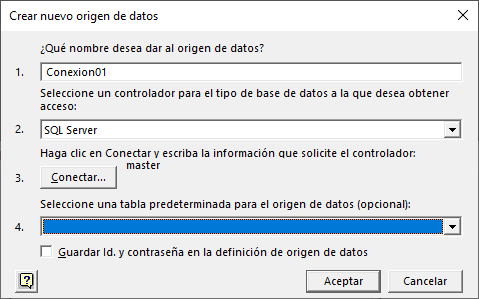 Crear nuevo origen de datos
¿Qué nombre desea dar al origen de datos?
1. Conexion01
Seleccione un controlador para el tipo de base de datos a la que desea obtener
acceso:
2. SQL Server
Haga clic en Conectar y escriba la información que solicite el controlador:
3. Conectar... master
Seleccione una tabla predeterminada para el origen de datos (opcional):
4.
Guardar Id. y contraseña en la definición de origen de datos
? Aceptar Cancelar